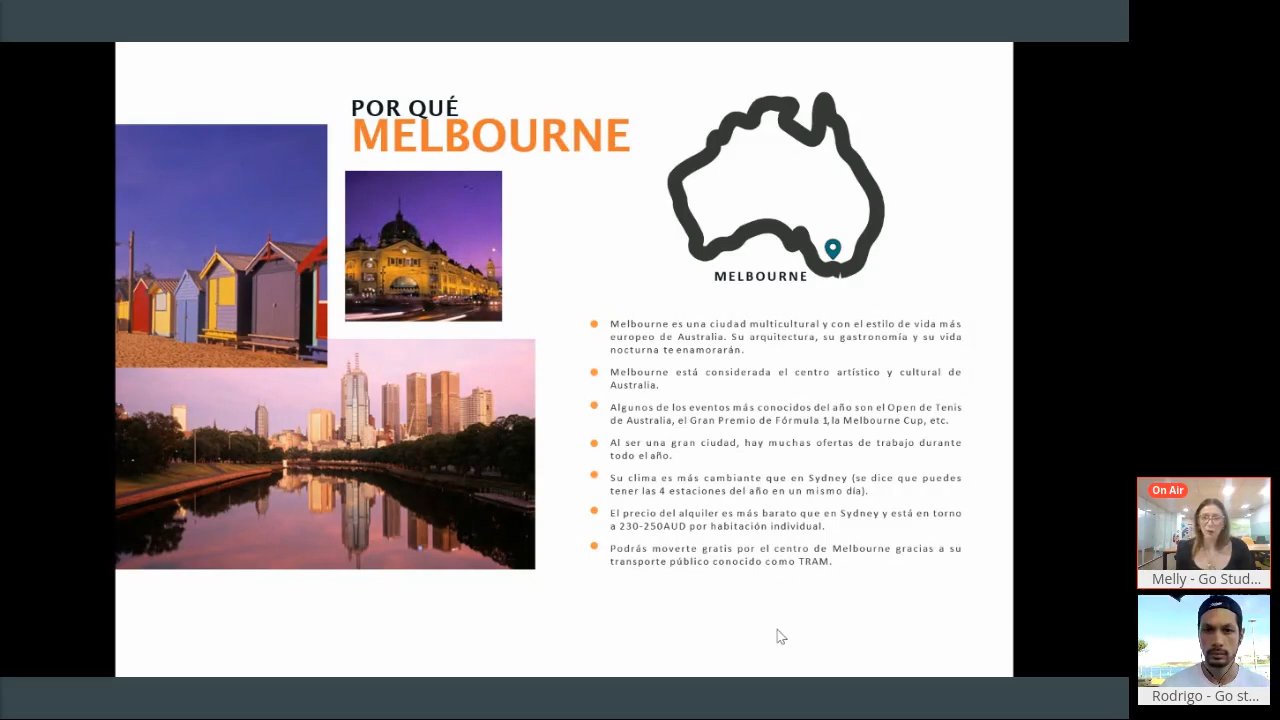 POR QUÉ
MELBOURNE
MELBOURNE
Melbourne es una ciudad multicultural y con el estilo de vida más
europeo de Australia. Su arquitectura, su gastronomía y su vida
nocturna te enamorarán.
Melbourne está considerada el centro artístico y cultural de
Australia.
Algunos de los eventos más conocidos del año son el Open de Tenis
de Australia, el Gran Premio de Fórmula 1,la Melbourne Cup, etc.
Al ser una gran ciudad, hay muchas ofertas de trabajo durante
todo el año.
Su clima es más cambiante que en Sydney (se dice que puedes
tener las 4 estaciones del año en un mismo día).
El precio del alquiler es más barato que en Sydney y está en torno
a 230-250AUD por habitación individual.
Podrás moverte gratis por el centro de Melbourne gracias a su
transporte público conocido como TRAM.
On Air
Melly - Go Stud...
Rodrigo - Go st...